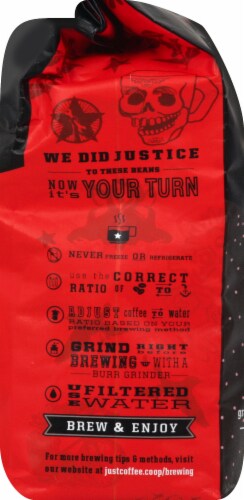 WE DID JUSTICE
TO THESE BEANS
NOW it's YOUR TURN
NEVER FREEZE OR REFRIGERATE
use the CORRECT
RATIO OF TO
ADJUST coffee TO water
RATIO BASED ON YOUR
preferred brewing method
GRIND RIGHT BEFORE
BREWING WITH A
BURR GRINDER
USE UNFILTERED
WATER
BREW & ENJOY
For more brewing tips & methods, visit
our website at justcoffee.coop/brewing